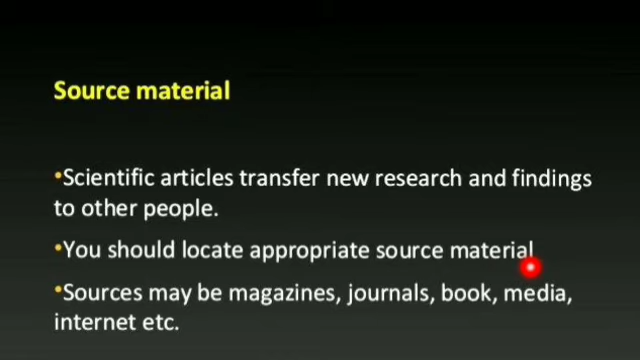 Source material
•Scientific articles transfer new research and findings
to other people.
•You should locate appropriate source material
•Sources may be magazines, journals, book, media,
internet etc.